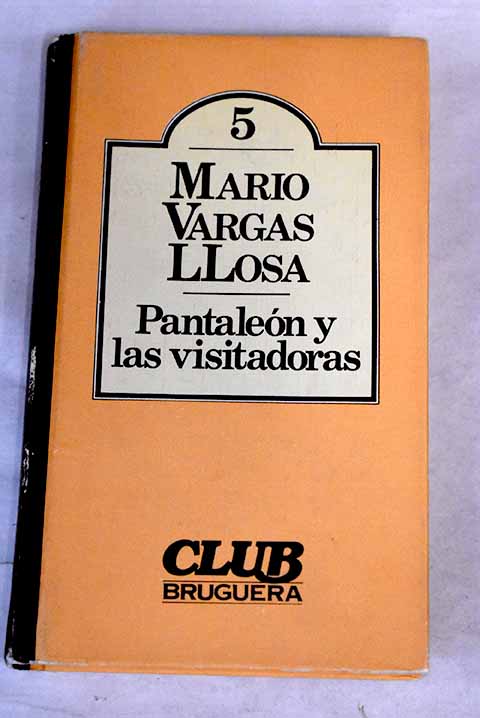 5
MARIO
VARGAS
LLOSA
Pantaleón y
las visitadoras
CLUB
BRUGUERA